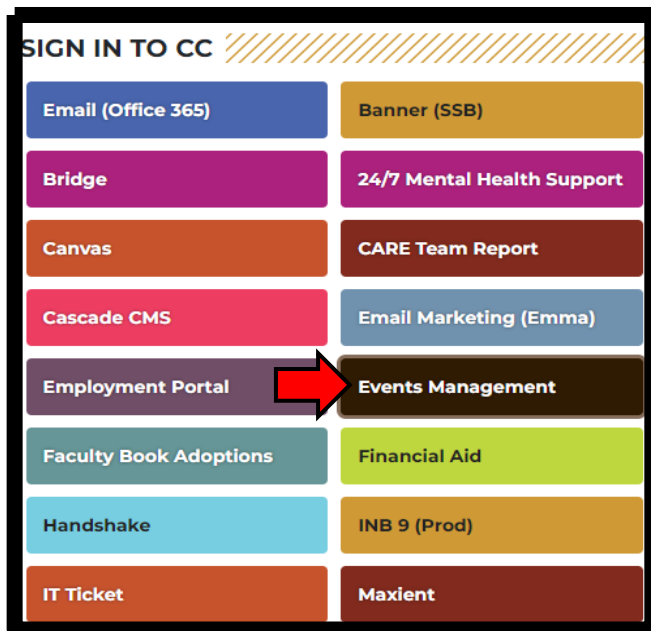 SIGN IN TO CC
Email (Office 365)
Banner (SSB)
Bridge
24/7 Mental Health Support
Canvas
CARE Team Report
Cascade CMS
Email Marketing (Emma)
Employment Portal
Events Management
Faculty Book Adoptions
Financial Aid
Handshake
INB 9 (Prod)
IT Ticket
Maxient